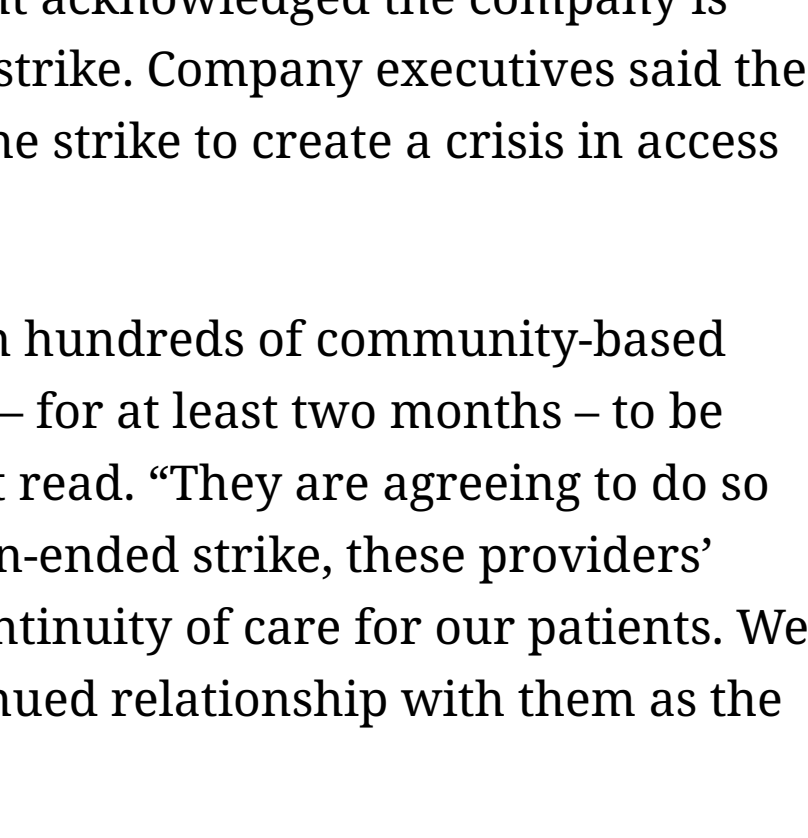 acknowledged the company is
strike. Company executives said the
strike to create a crisis in access
hundreds of community-based
– for at least two months – to be
read. “They are agreeing to do so
n-ended strike, these providers’
ntinuity of care for our patients. We
nued relationship with them as the